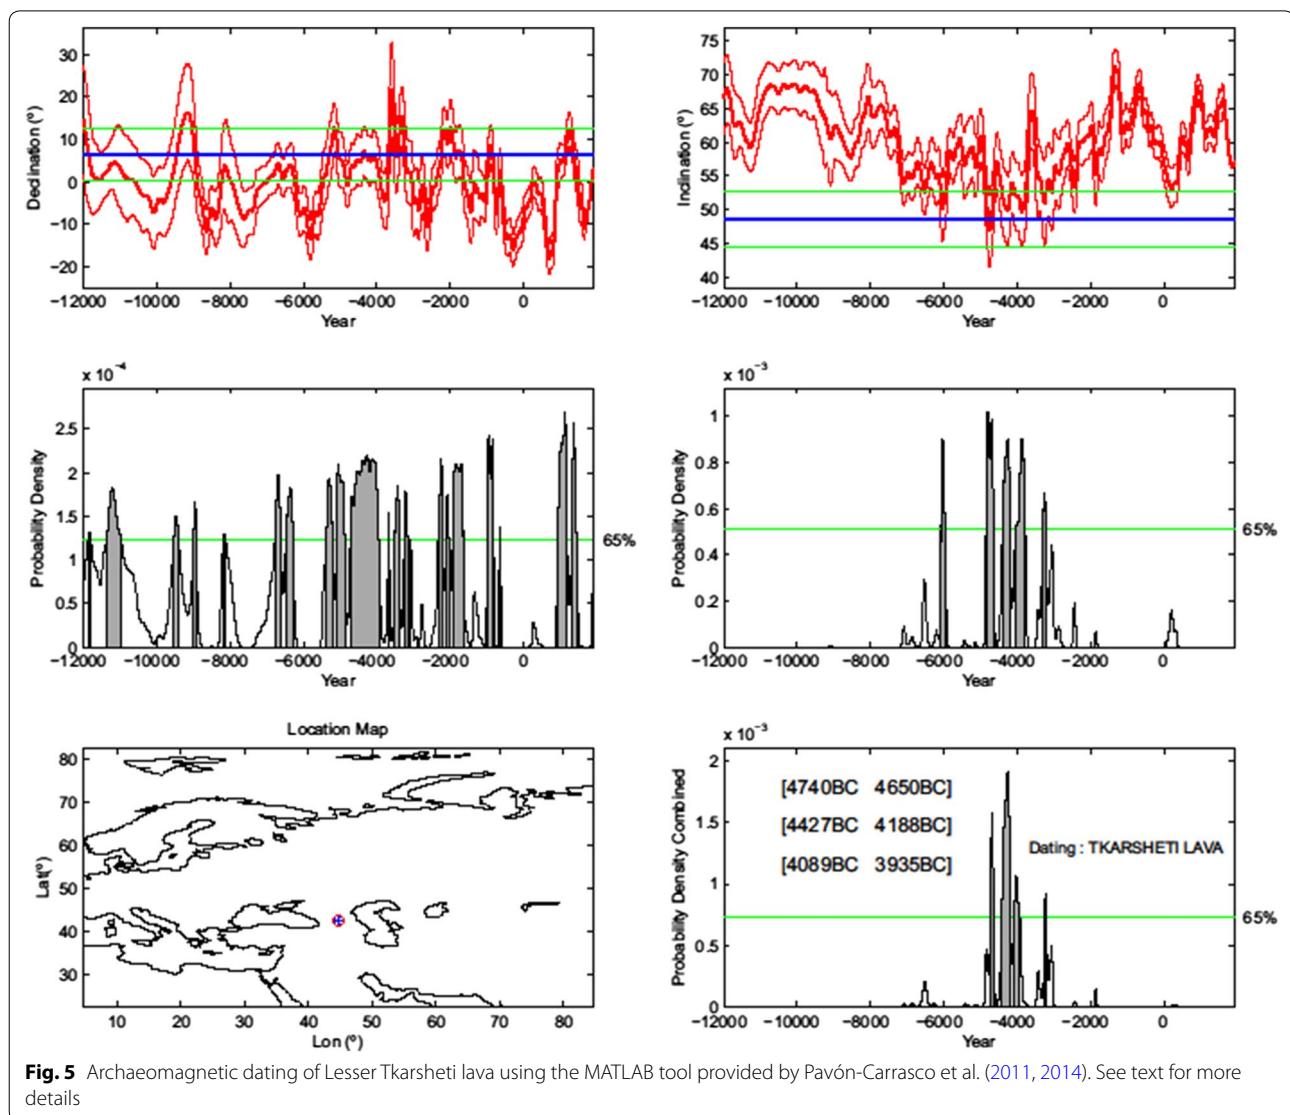 30
20
10
0
−10
−20
Declination (°)
−12000 −10000 −8000 −6000 −4000 −2000 0
Year
75
70
65
60
55
50
45
40
Inclination (°)
−12000 −10000 −8000 −6000 −4000 −2000 0
Year
x 10−4
2.5
2
1.5
1
0.5
0
Probability Density
65%
−12000 −10000 −8000 −6000 −4000 −2000 0
Year
x 10−3
1
0.8
0.6
0.4
0.2
0
Probability Density
65%
−12000 −10000 −8000 −6000 −4000 −2000 0
Year
Location Map
80
70
60
50
40
30
Lat(°)
10 20 30 40 50 60 70 80
Lon (°)
x 10−3
2
1.5
1
0.5
0
Probability Density Combined
[4740BC 4650BC]
[4427BC 4188BC]
[4089BC 3935BC]
Dating : TKARSHETI LAVA
65%
−12000 −10000 −8000 −6000 −4000 −2000 0
Year
Fig. 5 Archaeomagnetic dating of Lesser Tkarsheti lava using the MATLAB tool provided by Pavón-Carrasco et al. (2011, 2014). See text for more
details